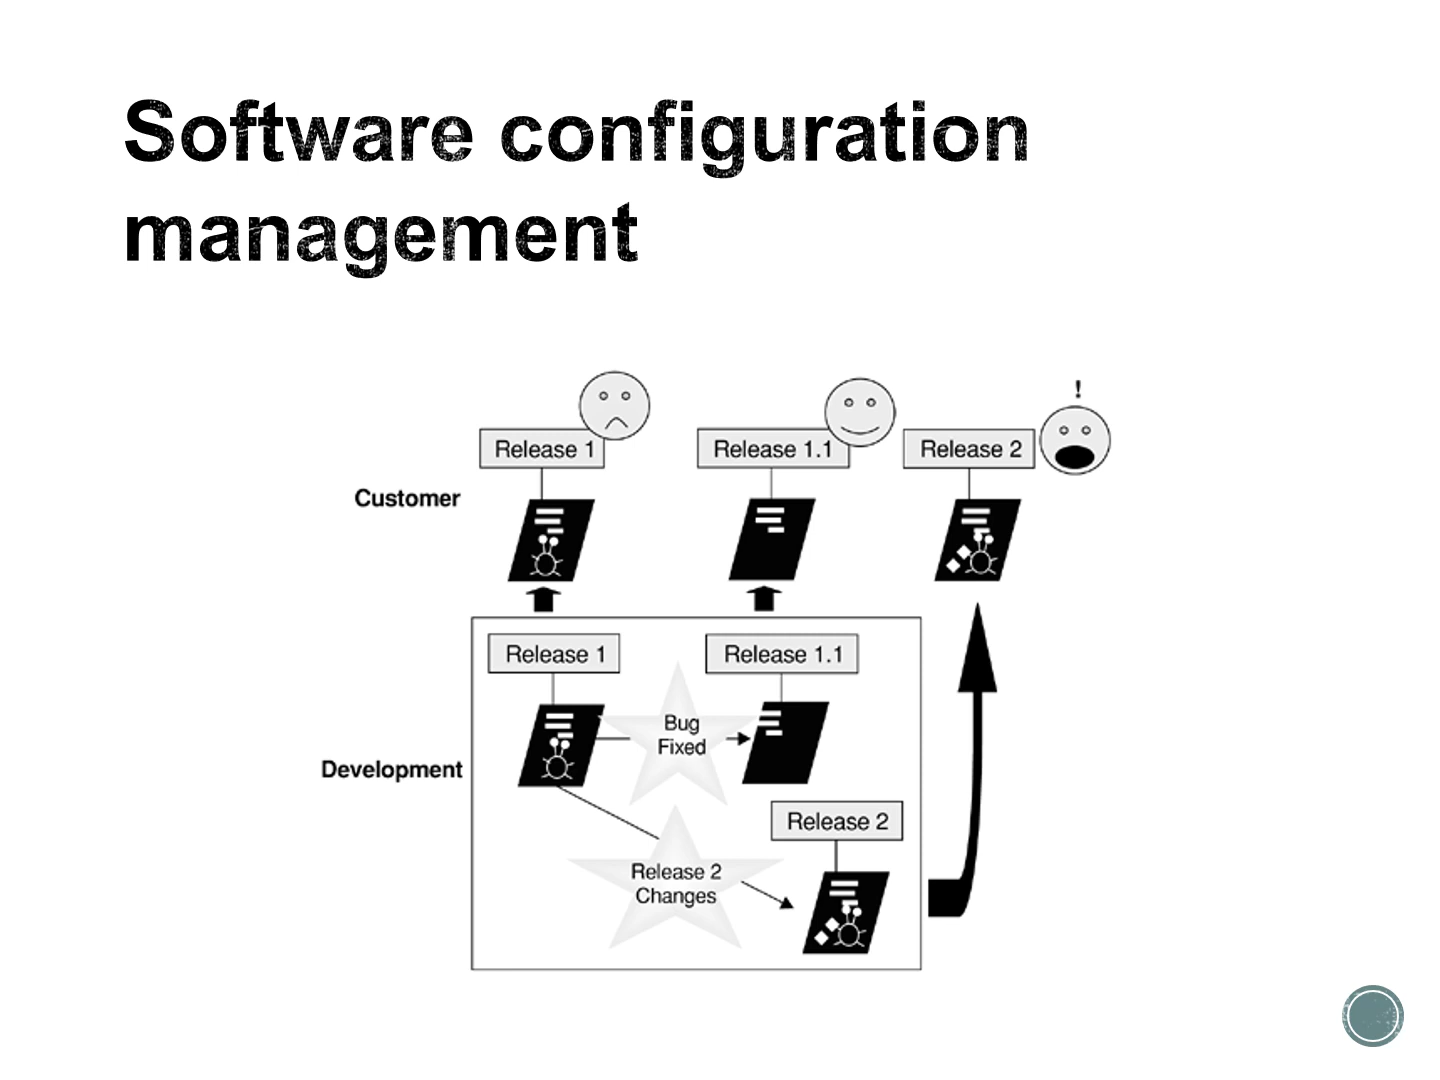 Software configuration
management
!
Release 1
Release 1.1
Release 2
Customer
Release 1
Release 1.1
Bug
Fixed
Development
Release 2
Release 2
Changes